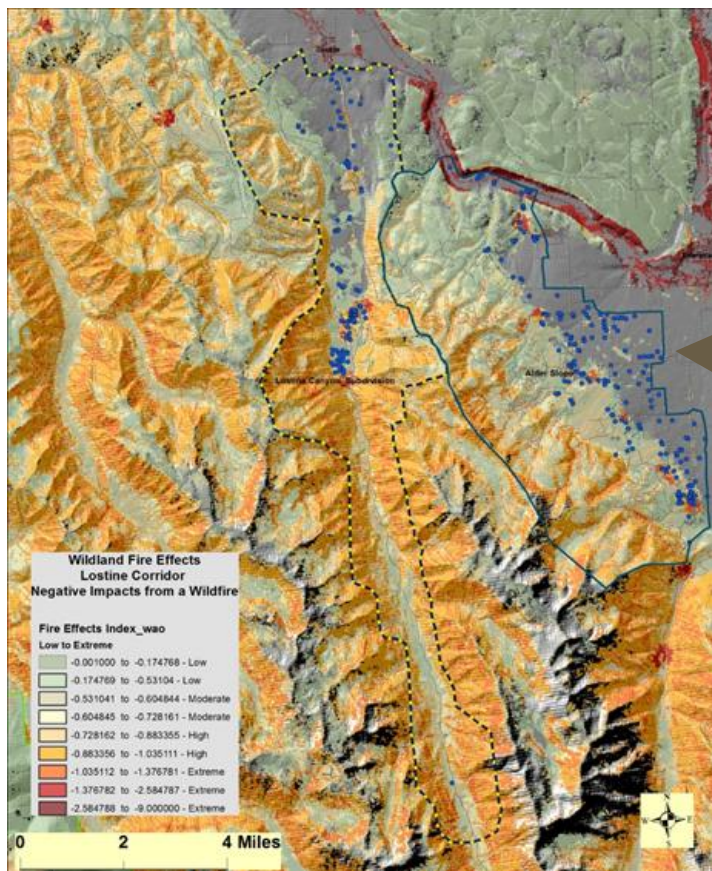 Lostine Canyon Subdivision
Alder Slope
Wildland Fire Effects
Lostine Corridor
Negative Impacts from a Wildfire
Fire Effects Index_wao
Low to Extreme
-0.001000 to -0.174768 - Low
-0.174769 to -0.53104 - Low
-0.531041 to -0.604844 - Moderate
-0.604845 to -0.728161 - Moderate
-0.728162 to -0.883355 - High
-0.883356 to -1.035111 - High
-1.035112 to -1.376781 - Extreme
-1.376782 to -2.584787 - Extreme
-2.584788 to -9.000000 - Extreme
N
W E
S
0 2 4 Miles